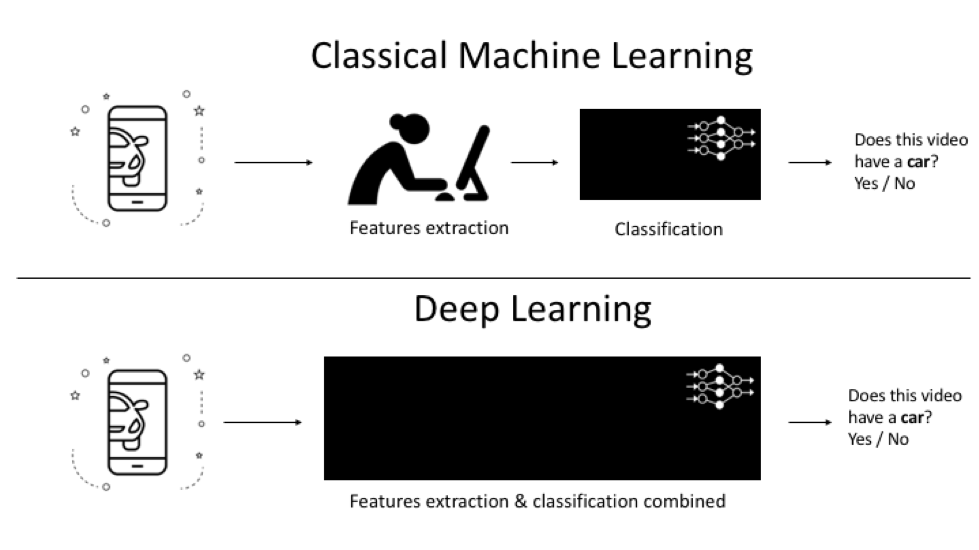 Classical Machine Learning
Features extraction
Classification
Does this video
have a car?
Yes / No
Deep Learning
Features extraction & classification combined
Does this video
have a car?
Yes / No